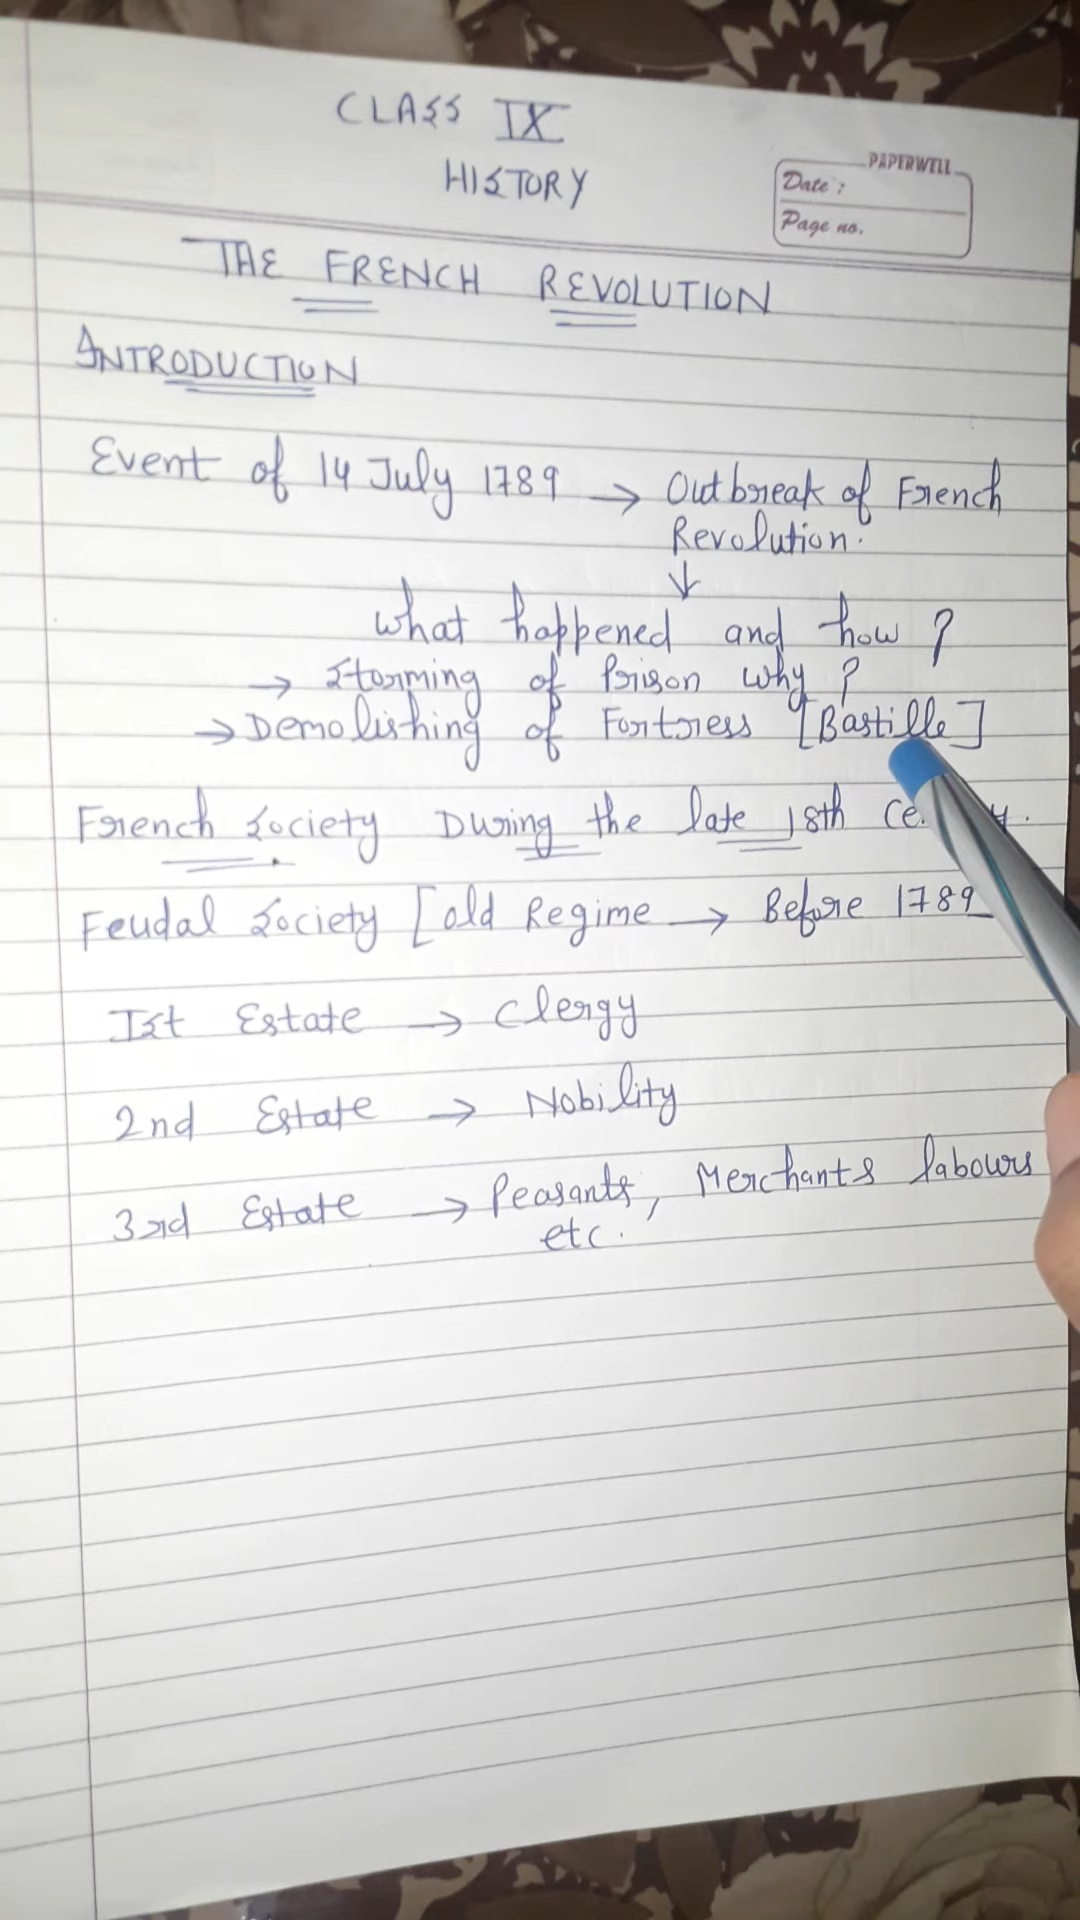 CLASS IX
HISTORY
PAPERWELL
Date :
Page no.
THE FRENCH REVOLUTION
INTRODUCTION
Event of 14 July 1789 → Outbreak of French
Revolution.
↓
What happened and how ?
→ Storming of Prison why ?
→ Demolishing of Fortress [Bastille]
French Society During the late 18th
Feudal Society [old Regime → Before 1789
Ist Estate → Clergy
2nd Estate → Nobility
3rd Estate → Peasants, Merchants labours
etc.